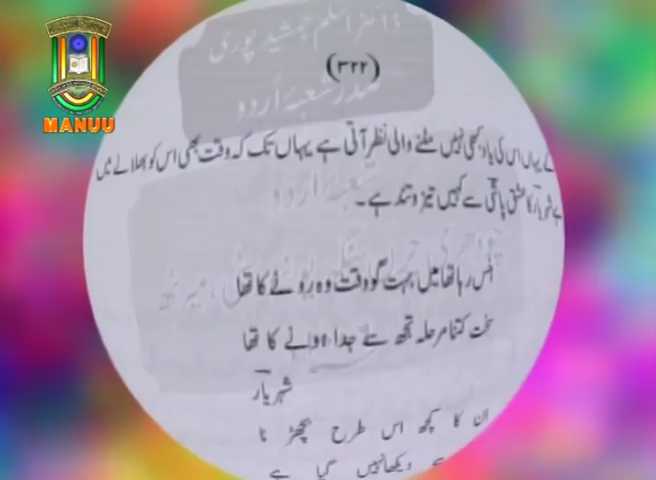 MANUU
ڈاکٹر اسلم جمشید پوری
(۳۲۲)
صدر شعبۂ اردو
کے یہاں اس کی یاد کبھی نہیں مٹنے والی نظر آتی ہے یہاں تک کہ وقت بھی اس کو بھلانے میں
ہے شہریار کا عشق پانی سے کہیں تیز و تند ہے۔
شعبۂ اردو
ہنس رہا تھا میں بہت گو وقت وہ رونے کا تھا
سخت کتنا مرحلہ تجھ سے جدا ہونے کا تھا
شہریار
ان کا کچھ اس طرح بچھڑنا
دیکھا نہیں گیا ہے